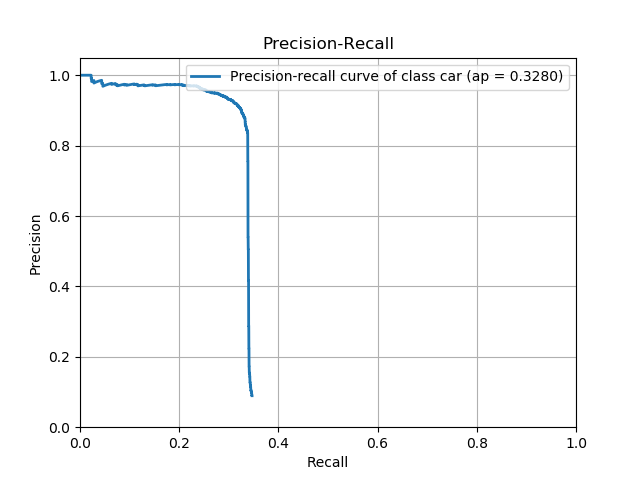 Precision-Recall
Precision-recall curve of class car (ap = 0.3280)
1.0
0.8
0.6
0.4
0.2
0.0
Precision
0.0 0.2 0.4 0.6 0.8 1.0
Recall